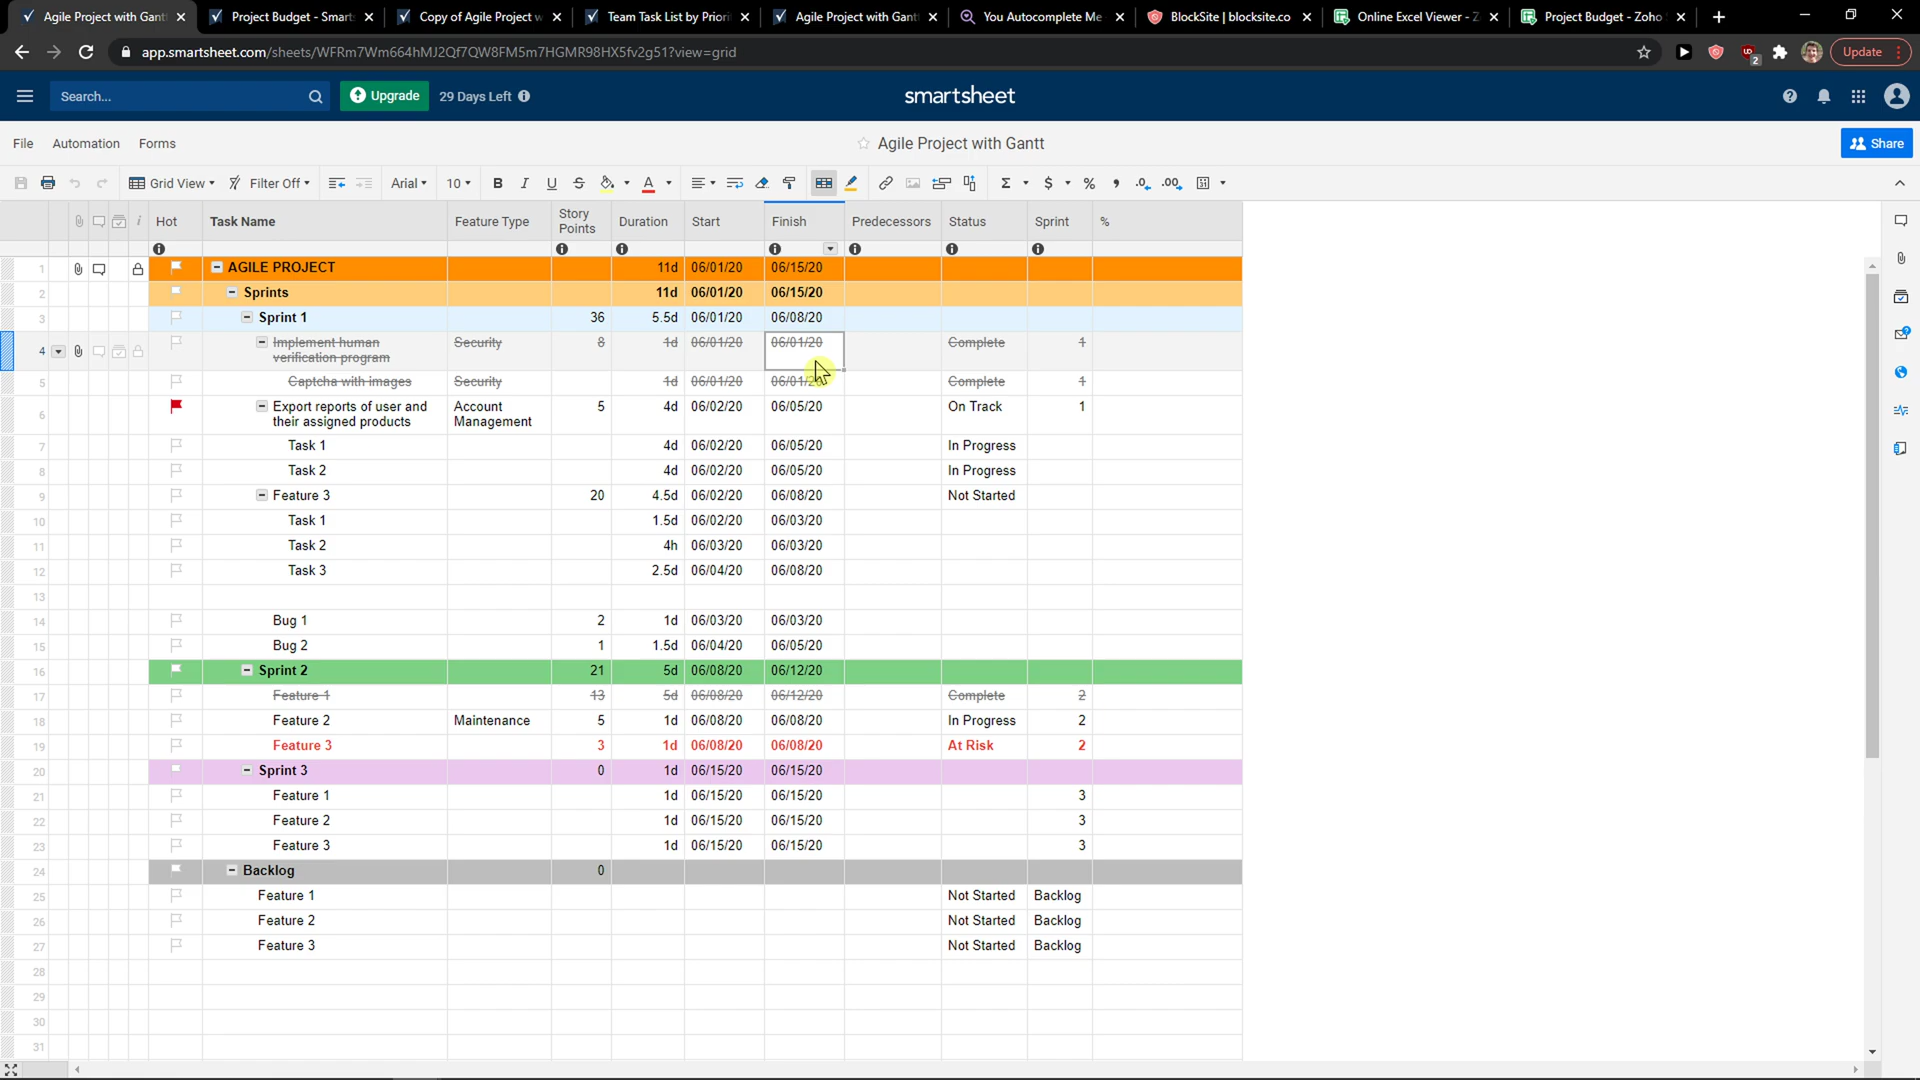 Agile Project with Gant
Project Budget - Smart
Copy of Agile Project w
Team Task List by Priori
Agile Project with Gant
You Autocomplete Me
BlockSite | blocksite.co
Online Excel Viewer - Z
Project Budget - Zoho
app.smartsheet.com/sheets/WFRm7Wm664hMJ2Qf7QW8FM5m7HGMR98HX5fv2g51?view=grid
2
Update
Search...
Upgrade
29 Days Left
smartsheet
File
Automation
Forms
Agile Project with Gantt
Share
Grid View
Filter Off
Arial
10
B I U S A Σ $ % , .0 .00
Hot
Task Name
Feature Type
Story Points
Duration
Start
Finish
Predecessors
Status
Sprint
%
1 AGILE PROJECT 11d 06/01/20 06/15/20
2 Sprints 11d 06/01/20 06/15/20
3 Sprint 1 36 5.5d 06/01/20 06/08/20
4 Implement human verification program Security 8 1d 06/01/20 06/01/20 Complete 1
5 Captcha with images Security 1d 06/01/20 06/01/20 Complete 1
6 Export reports of user and their assigned products Account Management 5 4d 06/02/20 06/05/20 On Track 1
7 Task 1 4d 06/02/20 06/05/20 In Progress
8 Task 2 4d 06/02/20 06/05/20 In Progress
9 Feature 3 20 4.5d 06/02/20 06/08/20 Not Started
10 Task 1 1.5d 06/02/20 06/03/20
11 Task 2 4h 06/03/20 06/03/20
12 Task 3 2.5d 06/04/20 06/08/20
13
14 Bug 1 2 1d 06/03/20 06/03/20
15 Bug 2 1 1.5d 06/04/20 06/05/20
16 Sprint 2 21 5d 06/08/20 06/12/20
17 Feature 1 13 5d 06/08/20 06/12/20 Complete 2
18 Feature 2 Maintenance 5 1d 06/08/20 06/08/20 In Progress 2
19 Feature 3 3 1d 06/08/20 06/08/20 At Risk 2
20 Sprint 3 0 1d 06/15/20 06/15/20
21 Feature 1 1d 06/15/20 06/15/20 3
22 Feature 2 1d 06/15/20 06/15/20 3
23 Feature 3 1d 06/15/20 06/15/20 3
24 Backlog 0
25 Feature 1 Not Started Backlog
26 Feature 2 Not Started Backlog
27 Feature 3 Not Started Backlog
28
29
30
31